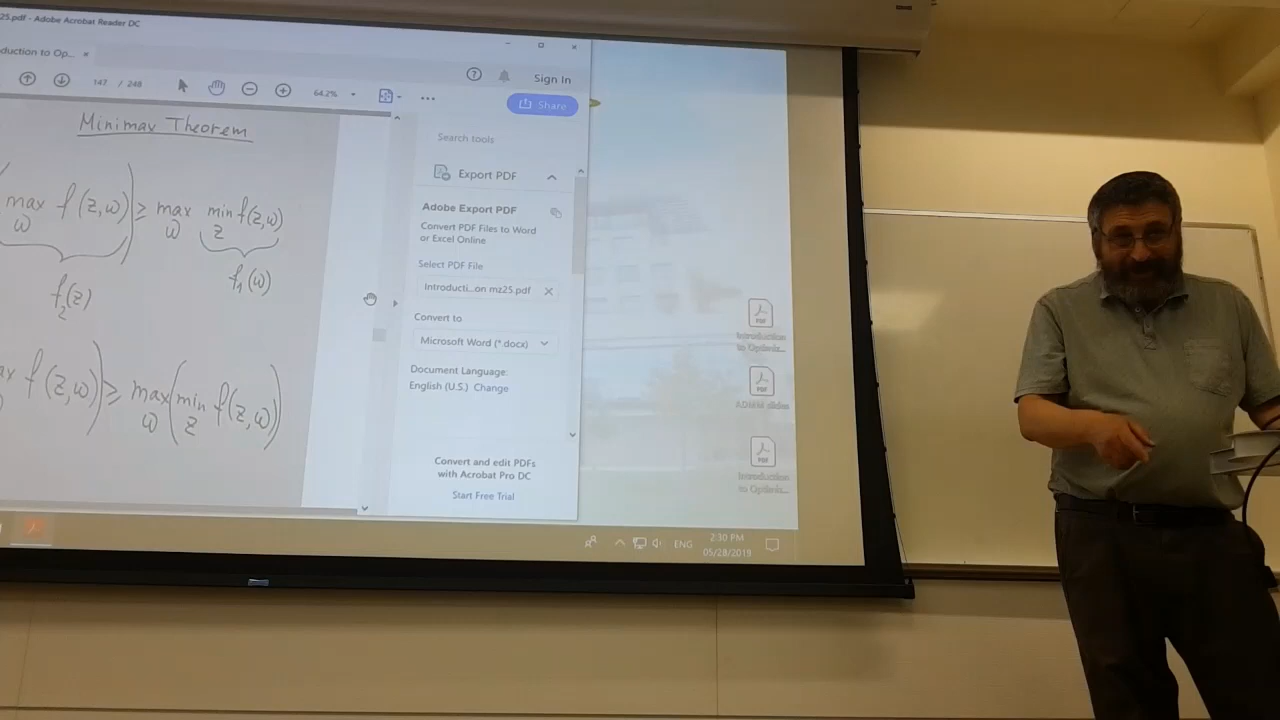 25.pdf - Adobe Acrobat Reader DC
duction to Op... ×
147 / 248
64.2%
Sign In
Share
Minimax Theorem
max f(z,w)) ≥ max min f(z,w)
w w z
f₂(z) f₁(w)
ax f(z,w)) ≥ max(min f(z,w))
w z
Search tools
Export PDF
Adobe Export PDF
Convert PDF Files to Word
or Excel Online
Select PDF File
Introducti...on mz25.pdf ×
Convert to
Microsoft Word (*.docx)
Document Language:
English (U.S.) Change
Convert and edit PDFs
with Acrobat Pro DC
Start Free Trial
PDF
Introduction
to Optimis...
PDF
ADMM slides
PDF
Introduction
to Optimis...
ENG
2:30 PM
05/28/2019